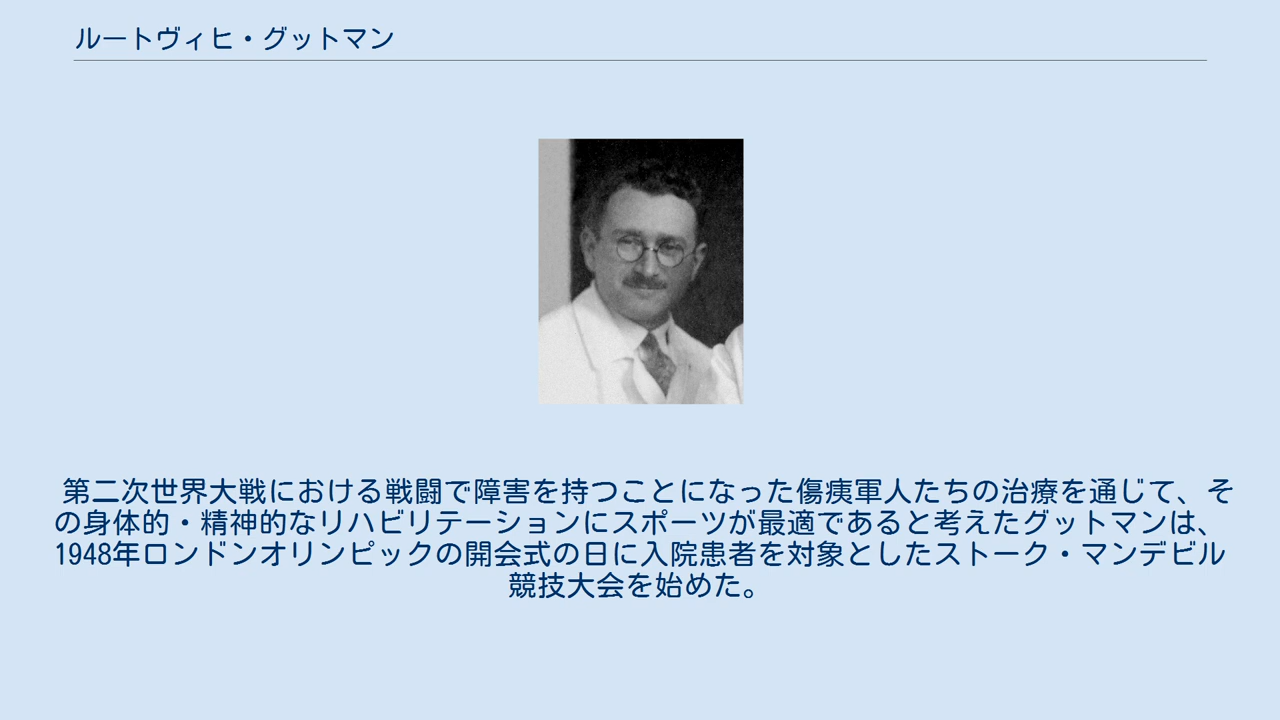 ルートヴィヒ・グットマン
第二次世界大戦における戦闘で障害を持つことになった傷痍軍人たちの治療を通じて、そ
の身体的・精神的なリハビリテーションにスポーツが最適であると考えたグットマンは、
1948年ロンドンオリンピックの開会式の日に入院患者を対象としたストーク・マンデビル
競技大会を始めた。